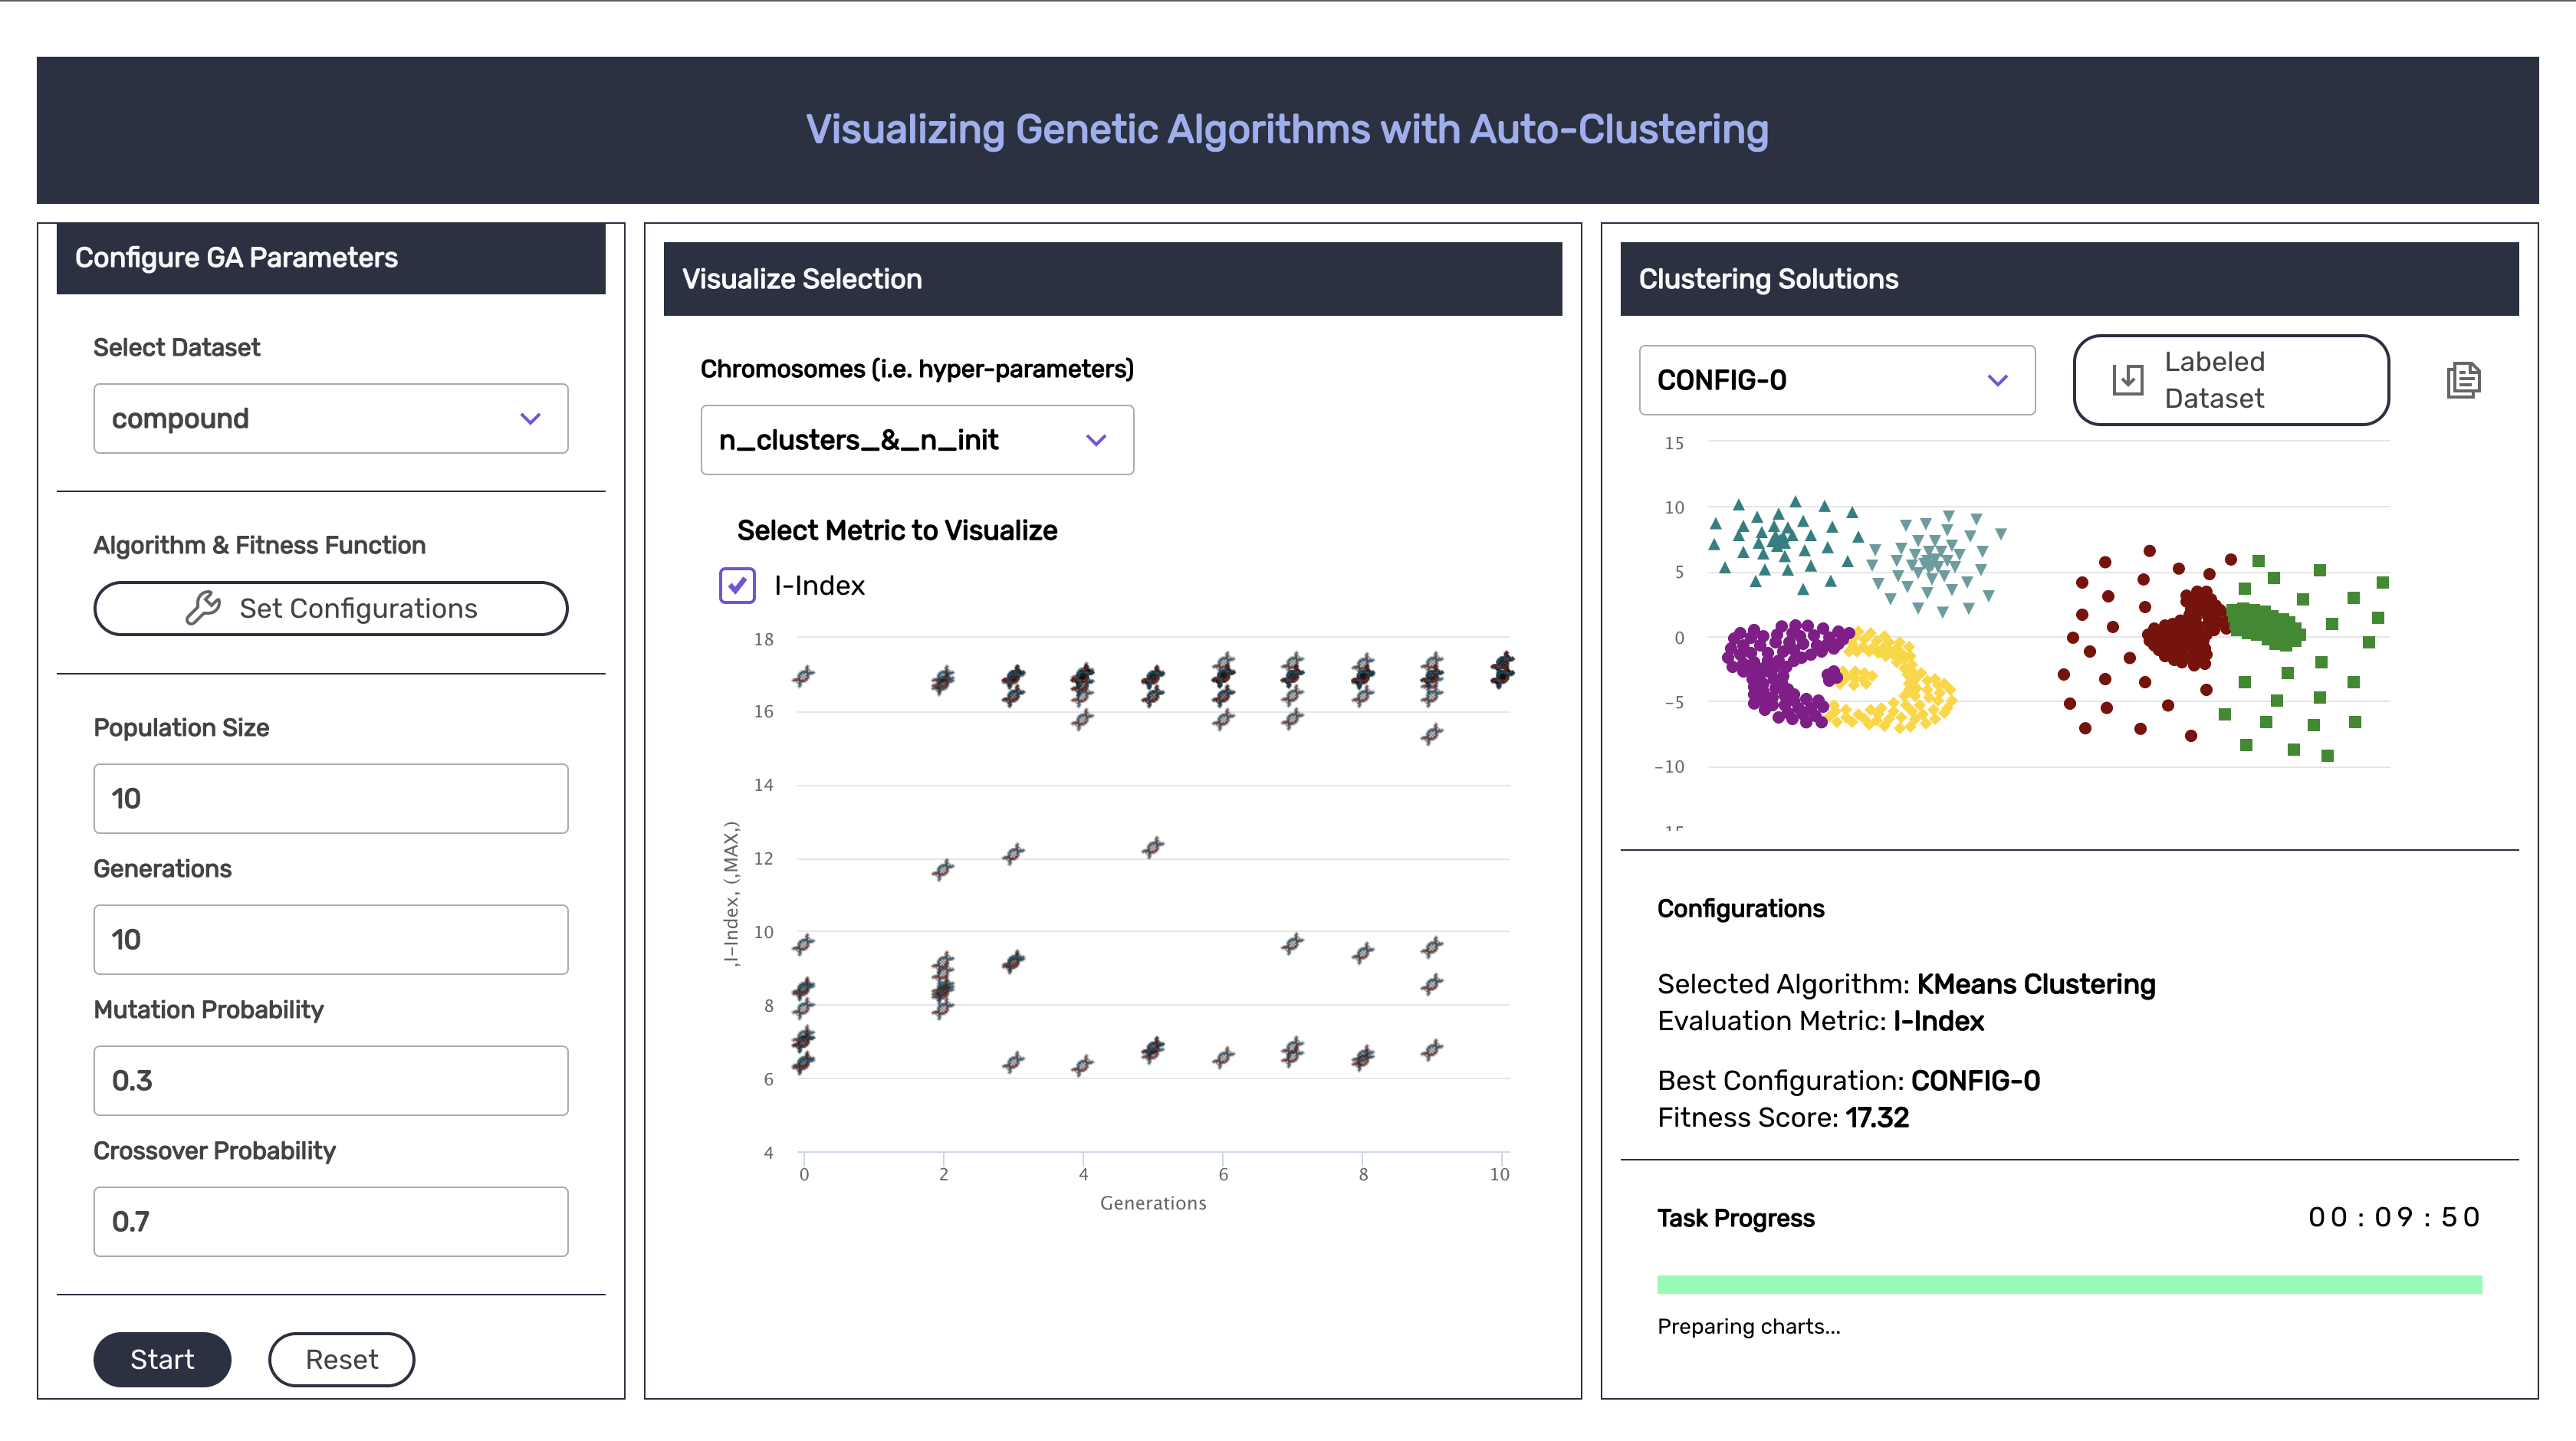 Visualizing Genetic Algorithms with Auto-Clustering
Configure GA Parameters
Select Dataset
compound
Algorithm & Fitness Function
Set Configurations
Population Size
10
Generations
10
Mutation Probability
0.3
Crossover Probability
0.7
Start
Reset
Visualize Selection
Chromosomes (i.e. hyper-parameters)
n_clusters_&_n_init
Select Metric to Visualize
I-Index
,I-Index, (,MAX,)
18
16
14
12
10
8
6
4
0
2
4
6
8
10
Generations
Clustering Solutions
CONFIG-0
Labeled
Dataset
15
10
5
0
-5
-10
Configurations
Selected Algorithm: KMeans Clustering
Evaluation Metric: I-Index
Best Configuration: CONFIG-0
Fitness Score: 17.32
Task Progress
00:09:50
Preparing charts...